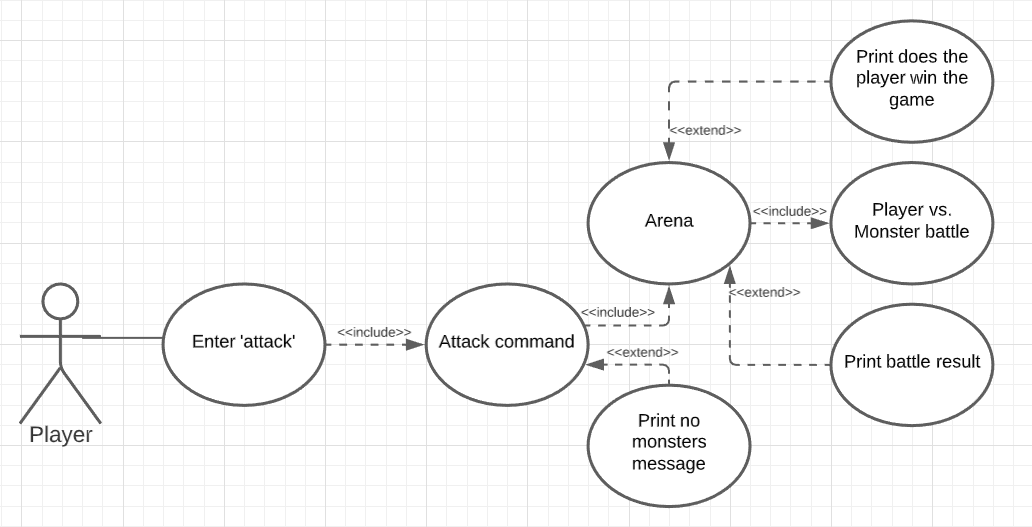 Print does the
player win the
game
<<extend>>
Arena
<<include>>
Player vs.
Monster battle
<<extend>>
<<include>>
Enter 'attack'
<<include>>
Attack command
<<extend>>
Print battle result
Print no
monsters
message
Player